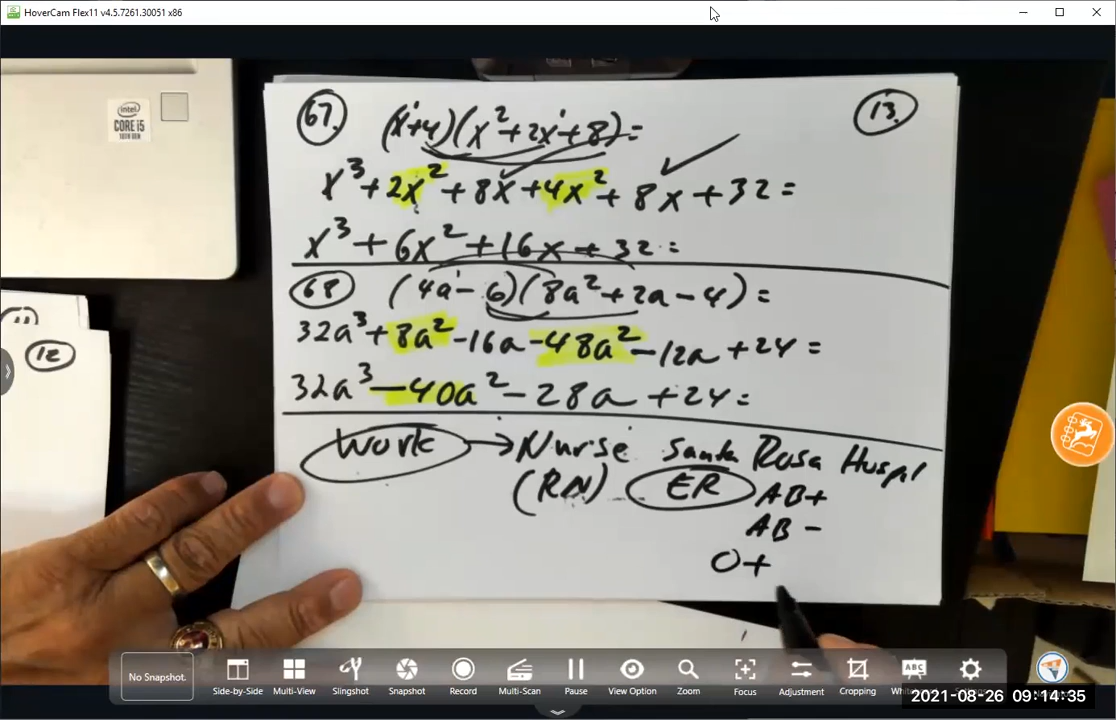 HoverCam Flex11 v4.5.7261.30051 x86
intel
CORE i5
10TH GEN
67.
(x+4)(x²+2x+8)=
13.
x³+2x²+8x+4x²+8x+32=
x³+6x²+16x+32=
68
(4a-6)(8a²+2a-4)=
32a³+8a²-16a-48a²-12a+24=
32a³-40a²-28a+24=
12
Work → Nurse Santa Rosa Hospl
(RN) ER AB+
AB-
O+
No Snapshot.
Side-by-Side
Multi-View
Slingshot
Snapshot
Record
Multi-Scan
Pause
View Option
Zoom
Focus
Adjustment
Cropping
ABC
2021-08-26 09:14:35